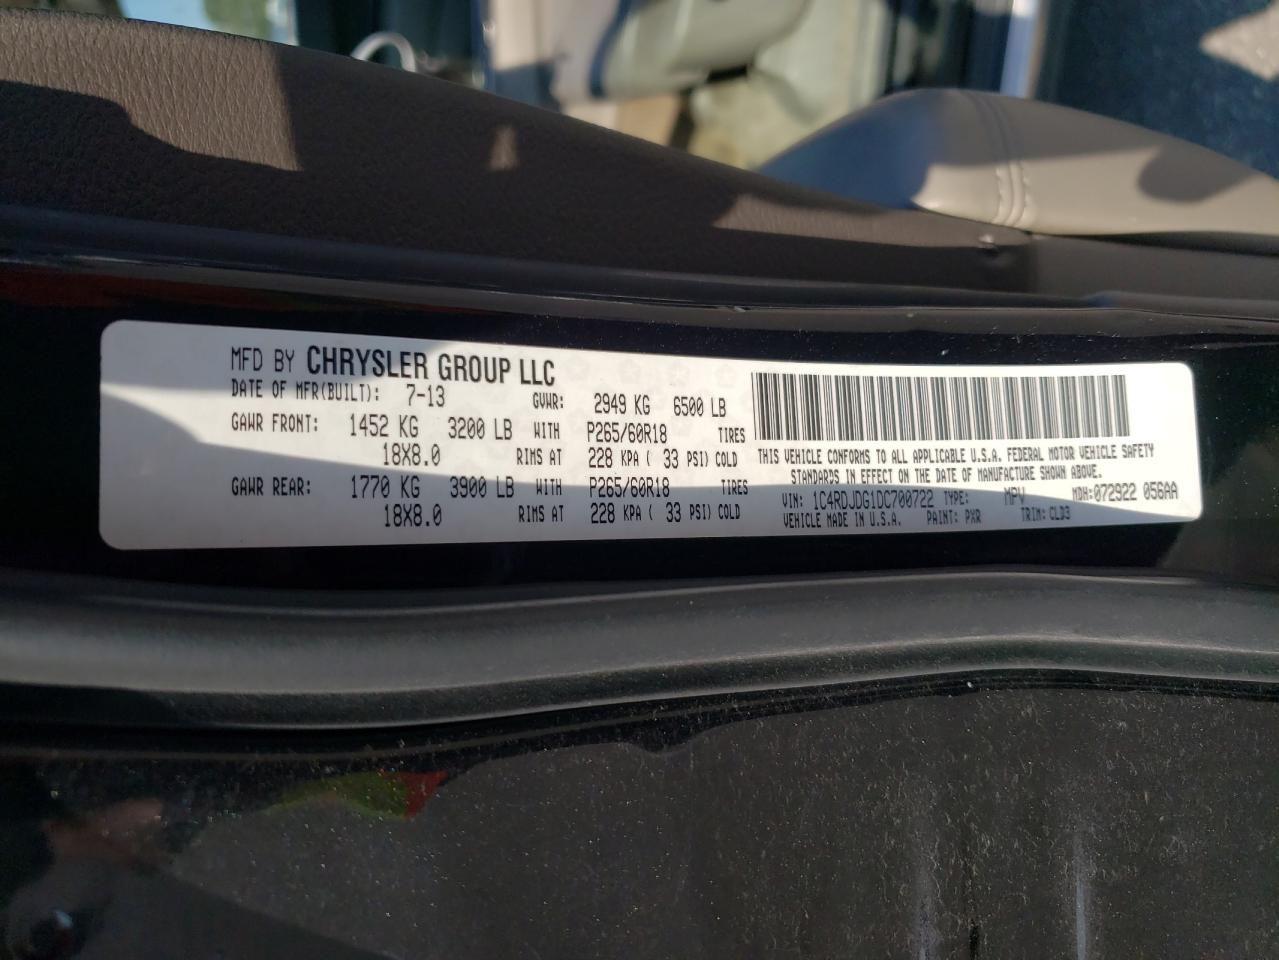 MFD BY CHRYSLER GROUP LLC
DATE OF MFR(BUILT): 7-13 GVWR: 2949 KG 6500 LB
GAWR FRONT: 1452 KG 3200 LB WITH P265/60R18 TIRES
18X8.0 RIMS AT 228 KPA ( 33 PSI) COLD
GAWR REAR: 1770 KG 3900 LB WITH P265/60R18 TIRES
18X8.0 RIMS AT 228 KPA ( 33 PSI) COLD
THIS VEHICLE CONFORMS TO ALL APPLICABLE U.S.A. FEDERAL MOTOR VEHICLE SAFETY
STANDARDS IN EFFECT ON THE DATE OF MANUFACTURE SHOWN ABOVE.
VIN: 1C4RDJDG1DC700722 TYPE: MPV MDH:072922 056AA
VEHICLE MADE IN U.S.A. PAINT: PXR TRIM: CLD3